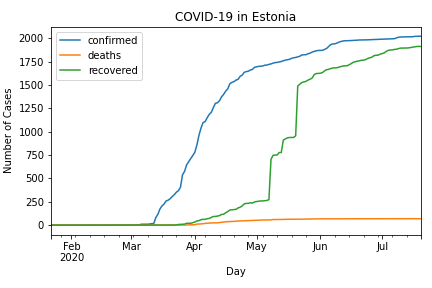 COVID-19 in Estonia
confirmed
deaths
recovered
Number of Cases
2000
1750
1500
1250
1000
750
500
250
0
Feb
2020
Mar
Apr
May
Jun
Jul
Day